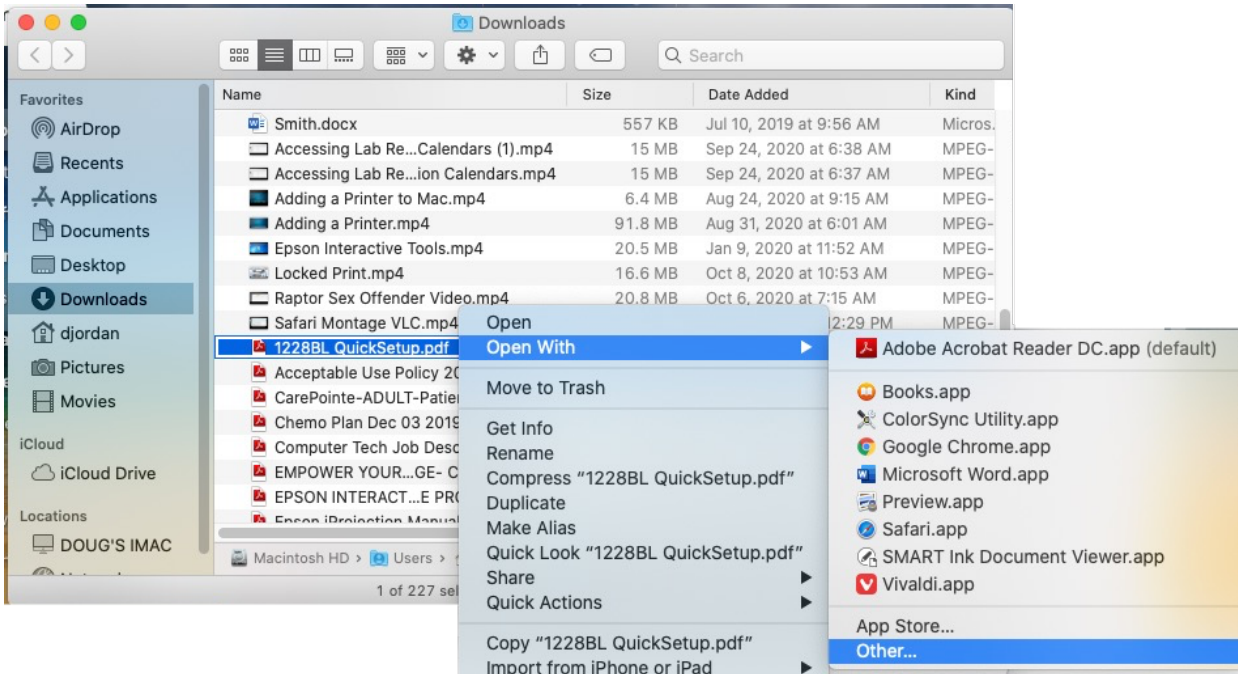 Downloads
Search
Favorites
AirDrop
Recents
Applications
Documents
Desktop
Downloads
djordan
Pictures
Movies
iCloud
iCloud Drive
Locations
DOUG'S IMAC
Name Size Date Added Kind
Smith.docx 557 KB Jul 10, 2019 at 9:56 AM Micros.
Accessing Lab Re...Calendars (1).mp4 15 MB Sep 24, 2020 at 6:38 AM MPEG-
Accessing Lab Re...ion Calendars.mp4 15 MB Sep 24, 2020 at 6:37 AM MPEG-
Adding a Printer to Mac.mp4 6.4 MB Aug 24, 2020 at 9:15 AM MPEG-
Adding a Printer.mp4 91.8 MB Aug 31, 2020 at 6:01 AM MPEG-
Epson Interactive Tools.mp4 20.5 MB Jan 9, 2020 at 11:52 AM MPEG-
Locked Print.mp4 16.6 MB Oct 8, 2020 at 10:53 AM MPEG-
Raptor Sex Offender Video.mp4 20.8 MB Oct 6, 2020 at 7:15 AM MPEG-
Safari Montage VLC.mp4 2:29 PM MPEG-
1228BL QuickSetup.pdf
Acceptable Use Policy 20
CarePointe-ADULT-Patie
Chemo Plan Dec 03 2019
Computer Tech Job Desc
EMPOWER YOUR...GE- C
EPSON INTERACT...E PRO
Epson iProjection Manual
Macintosh HD › Users ›
1 of 227 sel
Open
Open With
Move to Trash
Get Info
Rename
Compress “1228BL QuickSetup.pdf”
Duplicate
Make Alias
Quick Look “1228BL QuickSetup.pdf”
Share
Quick Actions
Copy “1228BL QuickSetup.pdf”
Import from iPhone or iPad
Adobe Acrobat Reader DC.app (default)
Books.app
ColorSync Utility.app
Google Chrome.app
Microsoft Word.app
Preview.app
Safari.app
SMART Ink Document Viewer.app
Vivaldi.app
App Store...
Other...